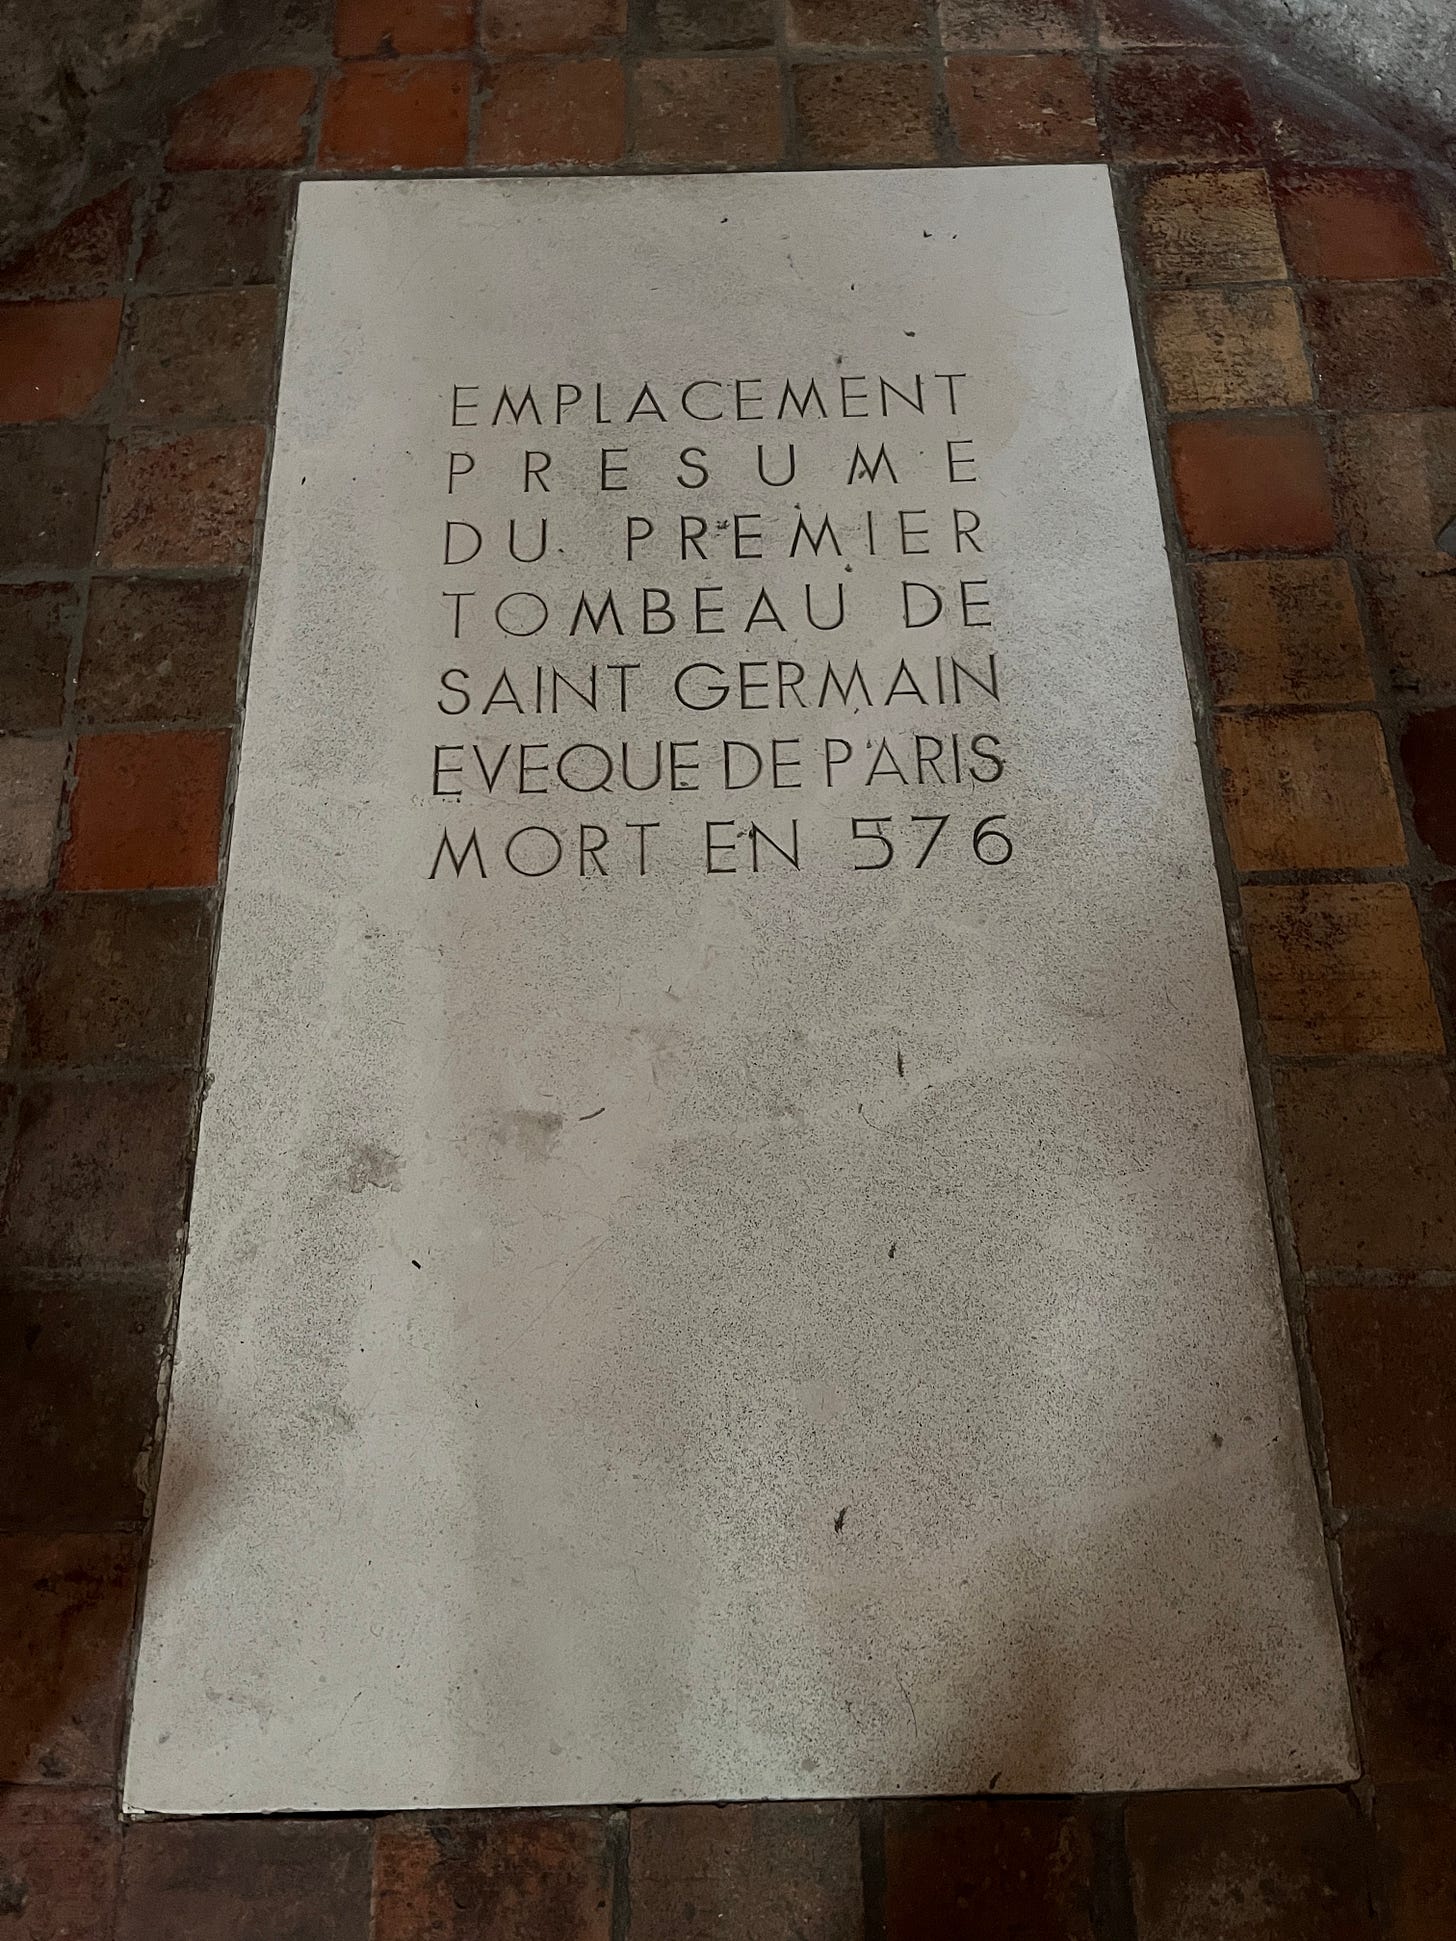 EMPLACEMENT
PRESUME
DU PREMIER
TOMBEAU DE
SAINT GERMAIN
EVEQUE DE PARIS
MORT EN 576